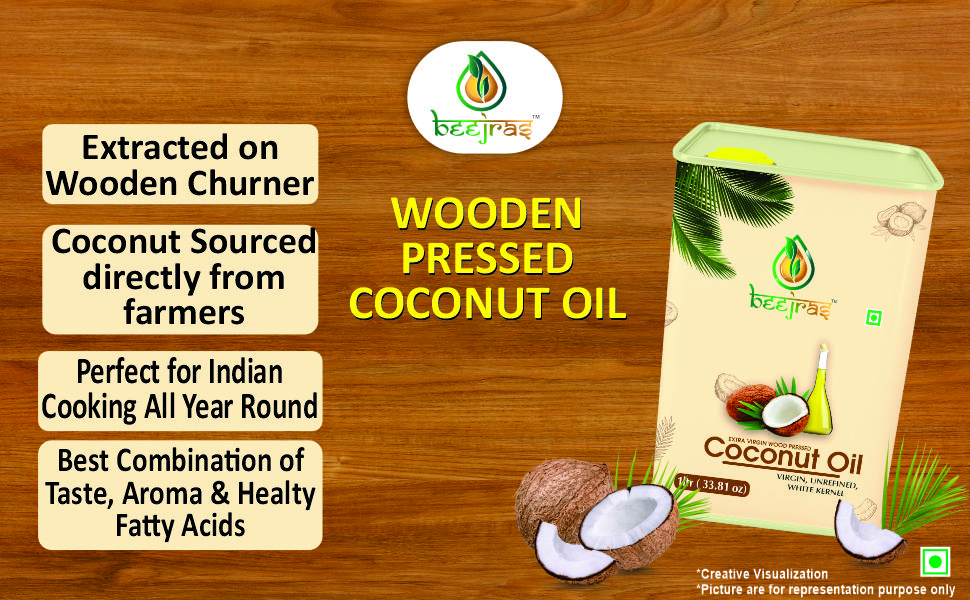 beejras™
Extracted on
Wooden Churner
Coconut Sourced
directly from
farmers
Perfect for Indian
Cooking All Year Round
Best Combination of
Taste, Aroma & Healty
Fatty Acids
WOODEN
PRESSED
COCONUT OIL
beejras™
EXTRA VIRGIN WOOD PRESSED
Coconut Oil
1ltr ( 33.81 oz)
VIRGIN, UNREFINED,
WHITE KERNEL
*Creative Visualization
*Picture are for representation purpose only